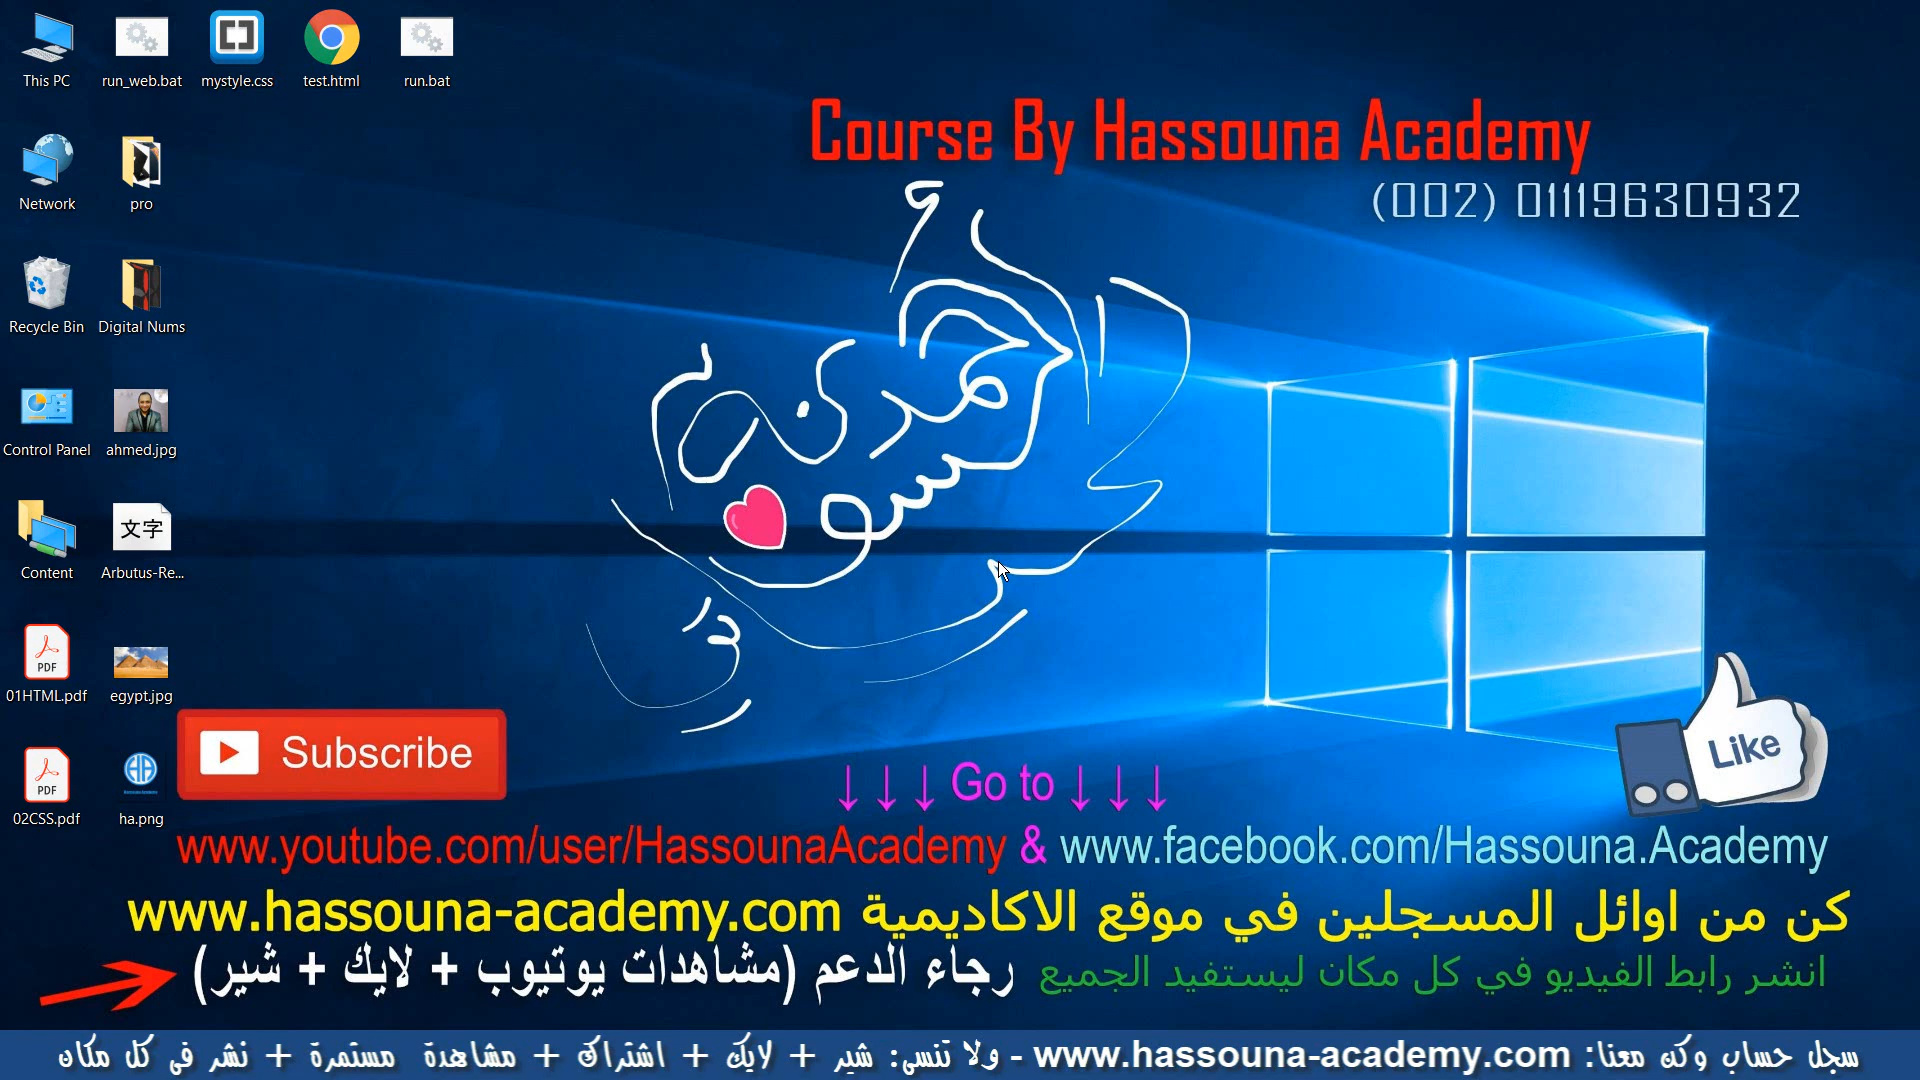 This PC
run_web.bat
mystyle.css
test.html
run.bat
Network
pro
Recycle Bin
Digital Nums
Control Panel
ahmed.jpg
Content
文字
Arbutus-Re...
PDF
01HTML.pdf
egypt.jpg
PDF
02CSS.pdf
ha.png
Course By Hassouna Academy
(002) 01119630932
Subscribe
Like
↓↓↓ Go to ↓↓↓
www.youtube.com/user/HassounaAcademy & www.facebook.com/Hassouna.Academy
كن من اوائل المسجلين في موقع الاكاديمية www.hassouna-academy.com
انشر رابط الفيديو في كل مكان ليستفيد الجميع
رجاء الدعم (مشاهدات يوتيوب + لايك + شير)
سجل حساب وكن معنا: www.hassouna-academy.com - ولا تنسى: شير + لايك + اشتراك + مشاهدة مستمرة + نشر فى كل مكان